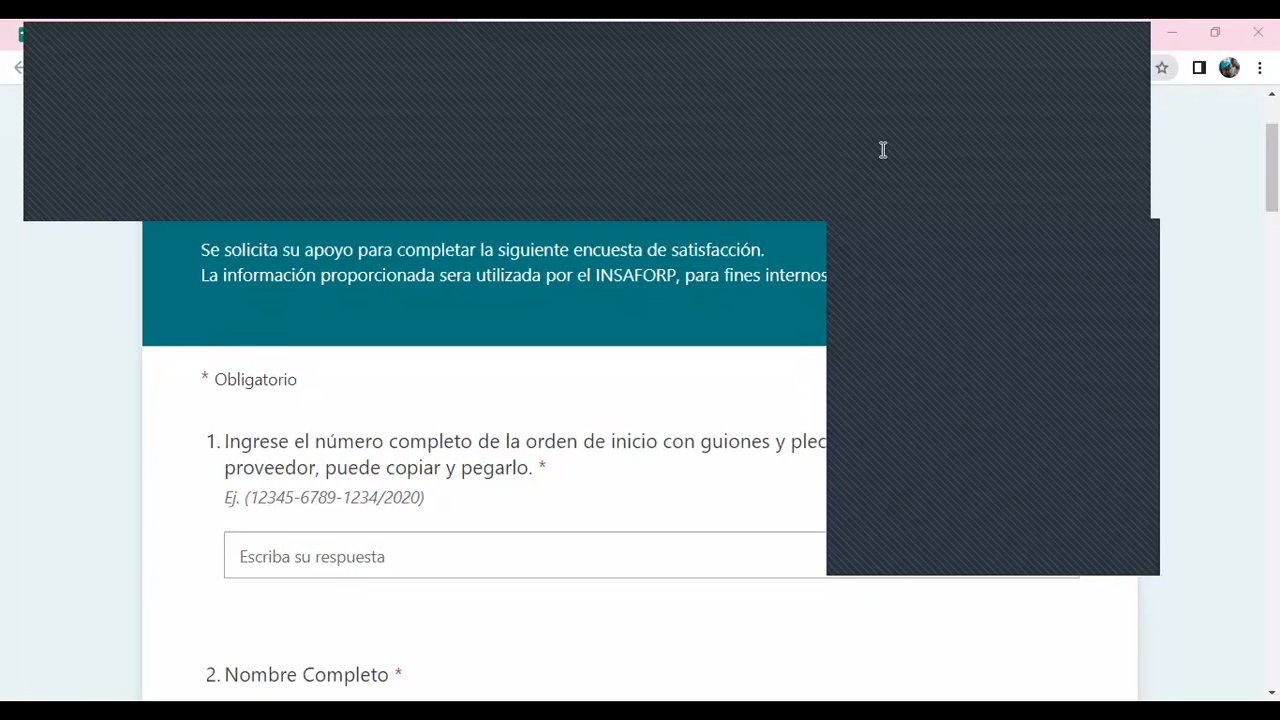 Se solicita su apoyo para completar la siguiente encuesta de satisfacción.
La información proporcionada sera utilizada por el INSAFORP, para fines internos
* Obligatorio
1. Ingrese el número completo de la orden de inicio con guiones y
proveedor, puede copiar y pegarlo. *
Ej. (12345-6789-1234/2020)
Escriba su respuesta
2. Nombre Completo *